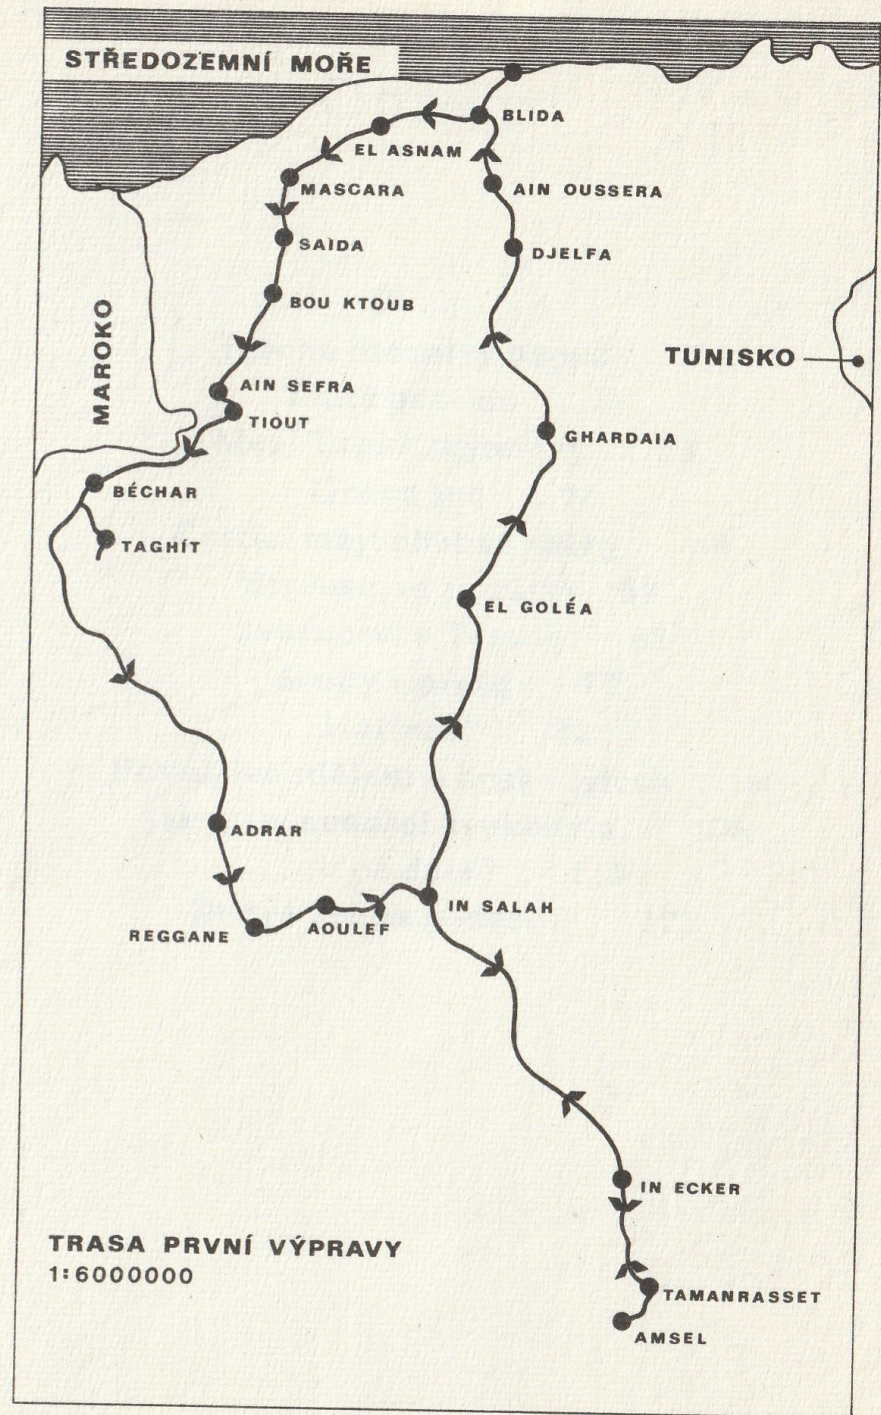 STŘEDOZEMNÍ MOŘE
BLIDA
EL ASNAM
MASCARA
AIN OUSSERA
SAIDA
DJELFA
BOU KTOUB
MAROKO
TUNISKO
AIN SEFRA
TIOUT
GHARDAIA
BÉCHAR
TAGHÍT
EL GOLÉA
ADRAR
IN SALAH
REGGANE
AOULEF
IN ECKER
TRASA PRVNÍ VÝPRAVY
1:6000000
TAMANRASSET
AMSEL